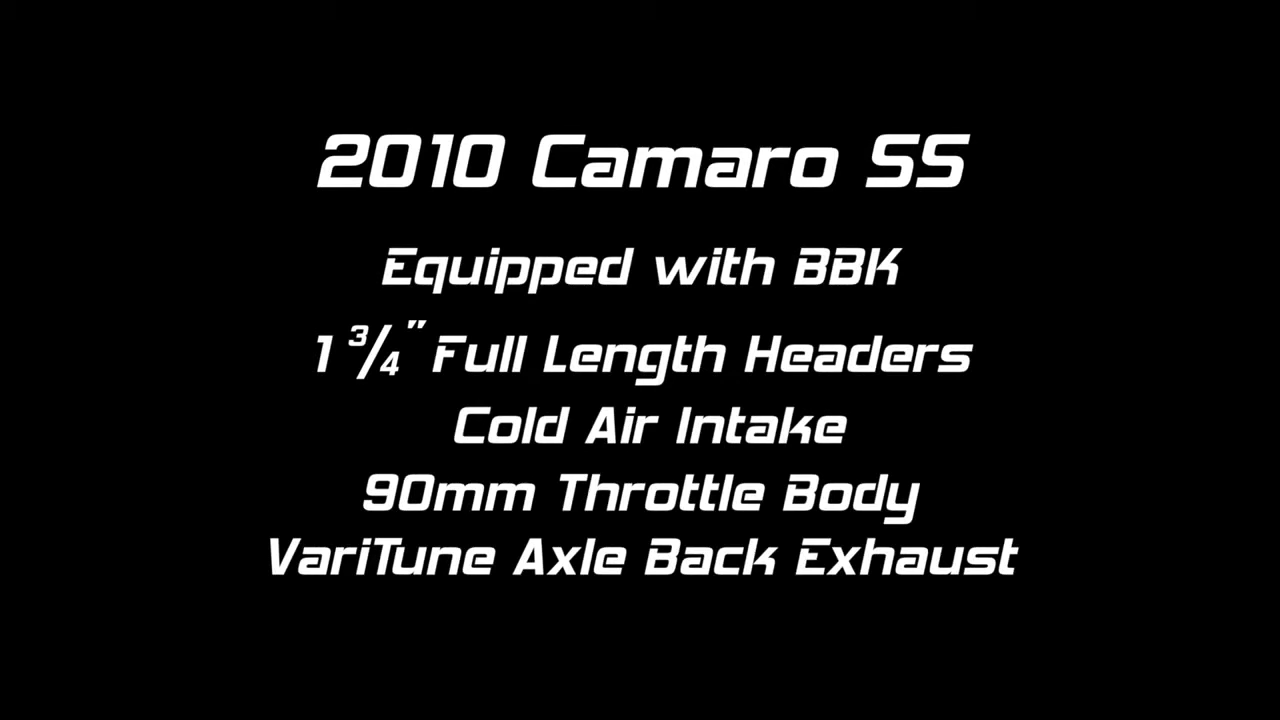 2010 Camaro SS
Equipped with BBK
1 ¾" Full Length Headers
Cold Air Intake
90mm Throttle Body
VariTune Axle Back Exhaust